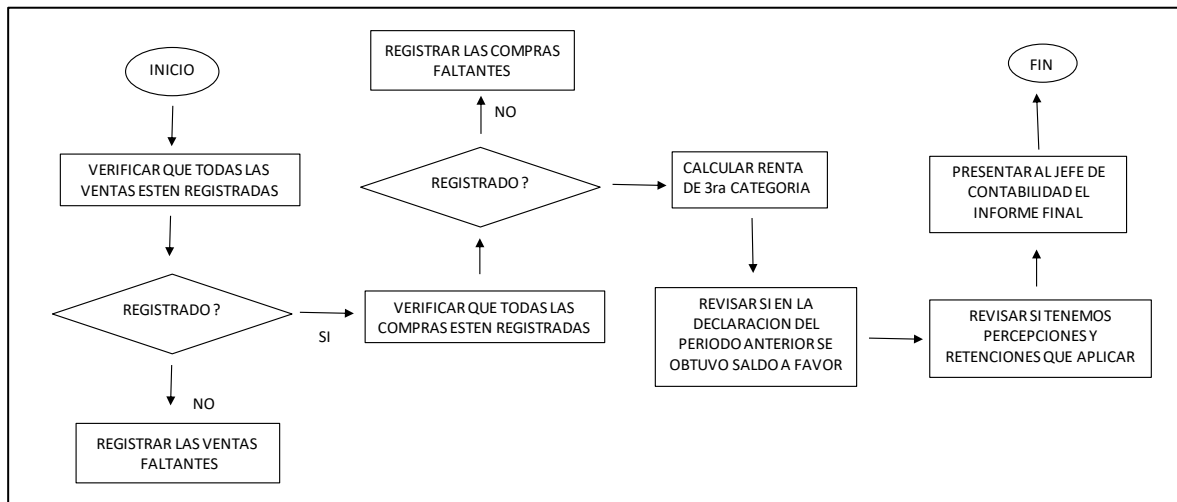 INICIO
VERIFICAR QUE TODAS LAS
VENTAS ESTEN REGISTRADAS
REGISTRADO ?
NO
REGISTRAR LAS VENTAS
FALTANTES
SI
VERIFICAR QUE TODAS LAS
COMPRAS ESTEN REGISTRADAS
REGISTRADO ?
NO
REGISTRAR LAS COMPRAS
FALTANTES
CALCULAR RENTA
DE 3ra CATEGORIA
REVISAR SI EN LA
DECLARACION DEL
PERIODO ANTERIOR SE
OBTUVO SALDO A FAVOR
REVISAR SI TENEMOS
PERCEPCIONES Y
RETENCIONES QUE APLICAR
PRESENTAR AL JEFE DE
CONTABILIDAD EL
INFORME FINAL
FIN